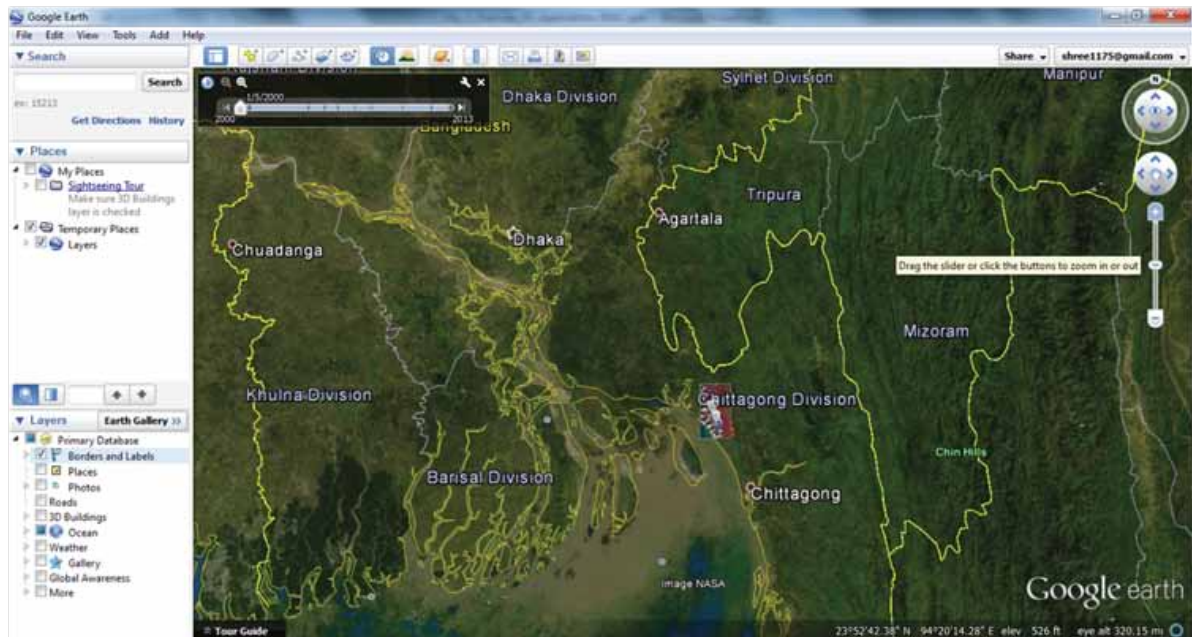 Google Earth
File Edit View Tools Add Help
Search
Search
ex: 15213
Get Directions History
Places
My Places
Sightseeing Tour
Make sure 3D Buildings
layer is checked
Temporary Places
Layers
Layers
Earth Gallery >>
Primary Database
Borders and Labels
Places
Photos
Roads
3D Buildings
Ocean
Weather
Gallery
Global Awareness
More
Share
shree1175@gmail.com
1/5/2000
2000
2013
Division
Dhaka Division
Bangladesh
Sylhet Division
Manipur
N
Tripura
Agartala
Dhaka
Chuadanga
Drag the slider or click the buttons to zoom in or out
Mizoram
Khulna Division
Chittagong Division
Chin Hills
Barisal Division
Chittagong
Image NASA
Google earth
Tour Guide
23°52'42.38" N 94°20'14.28" E elev 526 ft eye alt 320.15 mi